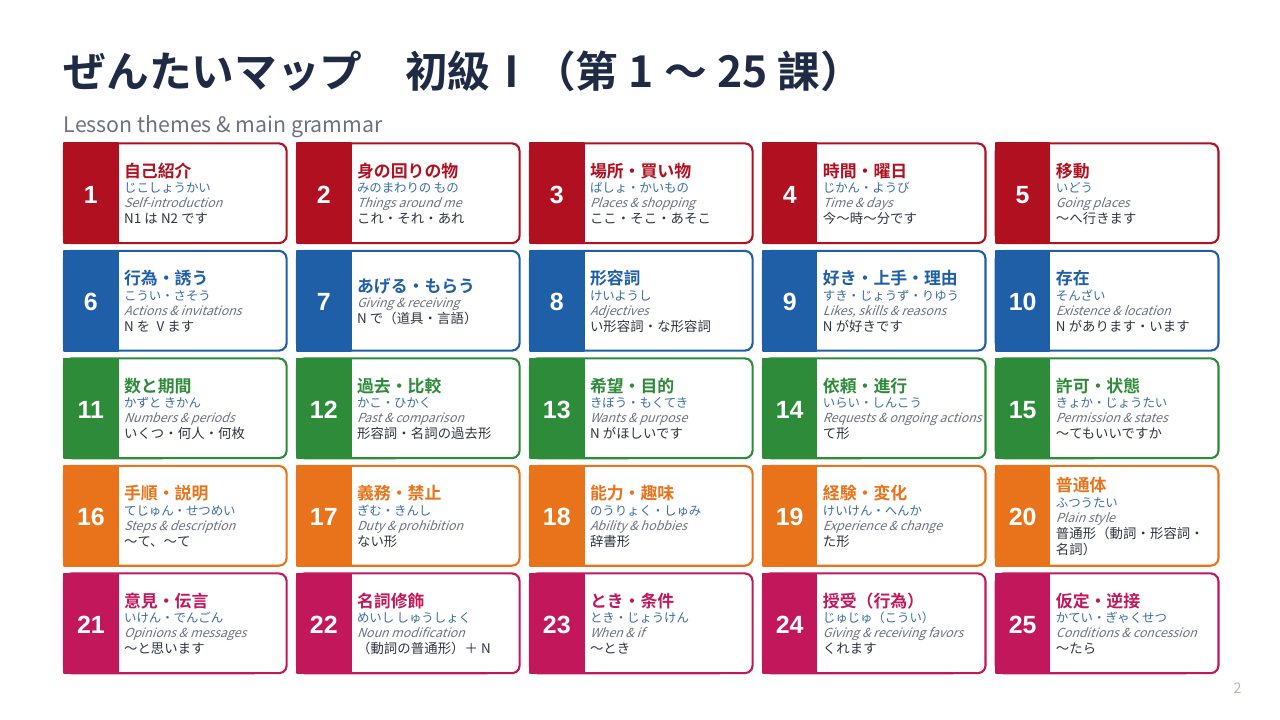 ぜんたいマップ　初級Ⅰ（第1～25課）
Lesson themes & main grammar
1
自己紹介
じこしょうかい
Self-introduction
N1 は N2 です
2
身の回りの物
みのまわりの もの
Things around me
これ・それ・あれ
3
場所・買い物
ばしょ・かいもの
Places & shopping
ここ・そこ・あそこ
4
時間・曜日
じかん・ようび
Time & days
今～時～分です
5
移動
いどう
Going places
～へ行きます
6
行為・誘う
こうい・さそう
Actions & invitations
N を V ます
7
あげる・もらう
Giving & receiving
N で（道具・言語）
8
形容詞
けいようし
Adjectives
い形容詞・な形容詞
9
好き・上手・理由
すき・じょうず・りゆう
Likes, skills & reasons
N が好きです
10
存在
そんざい
Existence & location
N があります・います
11
数と期間
かずと きかん
Numbers & periods
いくつ・何人・何枚
12
過去・比較
かこ・ひかく
Past & comparison
形容詞・名詞の過去形
13
希望・目的
きぼう・もくてき
Wants & purpose
N がほしいです
14
依頼・進行
いらい・しんこう
Requests & ongoing actions
て形
15
許可・状態
きょか・じょうたい
Permission & states
～てもいいですか
16
手順・説明
てじゅん・せつめい
Steps & description
～て、～て
17
義務・禁止
ぎむ・きんし
Duty & prohibition
ない形
18
能力・趣味
のうりょく・しゅみ
Ability & hobbies
辞書形
19
経験・変化
けいけん・へんか
Experience & change
た形
20
普通体
ふつうたい
Plain style
普通形（動詞・形容詞・
名詞）
21
意見・伝言
いけん・でんごん
Opinions & messages
～と思います
22
名詞修飾
めいし しゅうしょく
Noun modification
（動詞の普通形）＋ N
23
とき・条件
とき・じょうけん
When & if
～とき
24
授受（行為）
じゅじゅ（こうい）
Giving & receiving favors
くれます
25
仮定・逆接
かてい・ぎゃくせつ
Conditions & concession
～たら
2